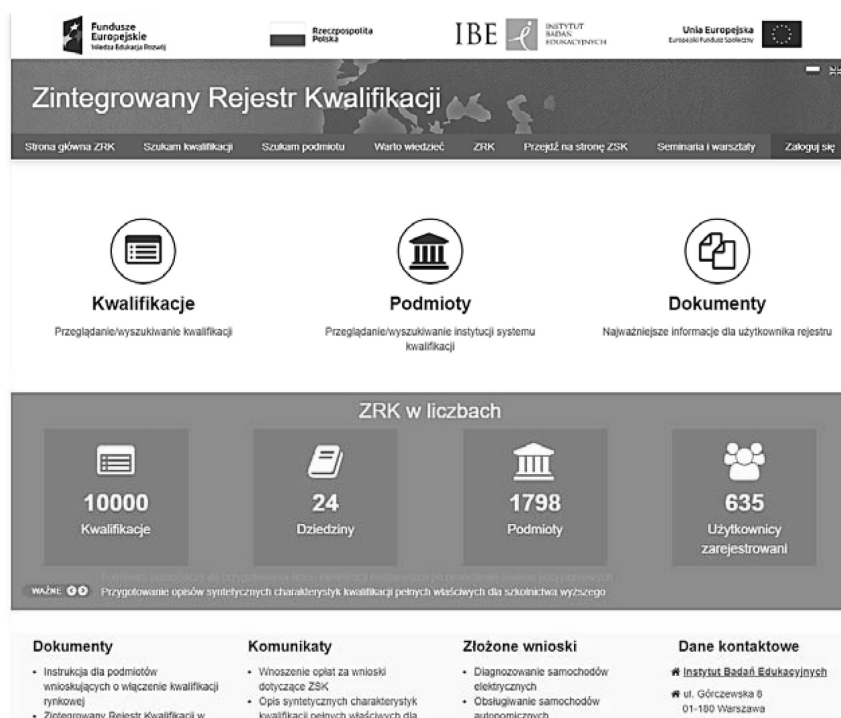 Fundusze
Europejskie
Wiedza Edukacja Rozwój
Rzeczpospolita
Polska
IBE
INSTYTUT
BADAŃ
EDUKACYJNYCH
Unia Europejska
Europejski Fundusz Społeczny
Zintegrowany Rejestr Kwalifikacji
Strona główna ZRK Szukam kwalifikacji Szukam podmiotu Warto wiedzieć ZRK Przejdź na stronę ZSK Seminaria i warsztaty Zaloguj się
Kwalifikacje
Przeglądanie/wyszukiwanie kwalifikacji
Podmioty
Przeglądanie/wyszukiwanie instytucji systemu
kwalifikacji
Dokumenty
Najważniejsze informacje dla użytkownika rejestru
ZRK w liczbach
10000
Kwalifikacje
24
Dziedziny
1798
Podmioty
635
Użytkownicy
zarejestrowani
WAŻNE
Przygotowanie opisów syntetycznych charakterystyk kwalifikacji pełnych właściwych dla szkolnictwa wyższego
Dokumenty
• Instrukcja dla podmiotów
wnioskujących o włączenie kwalifikacji
rynkowej
• Zintegrowany Rejestr Kwalifikacji w
Komunikaty
• Wnoszenie opłat za wnioski
dotyczące ZSK
• Opis syntetycznych charakterystyk
kwalifikacji pełnych właściwych dla
Złożone wnioski
• Diagnozowanie samochodów
elektrycznych
• Obsługiwanie samochodów
autonomicznych
Dane kontaktowe
Instytut Badań Edukacyjnych
ul. Górczewska 8
01-180 Warszawa